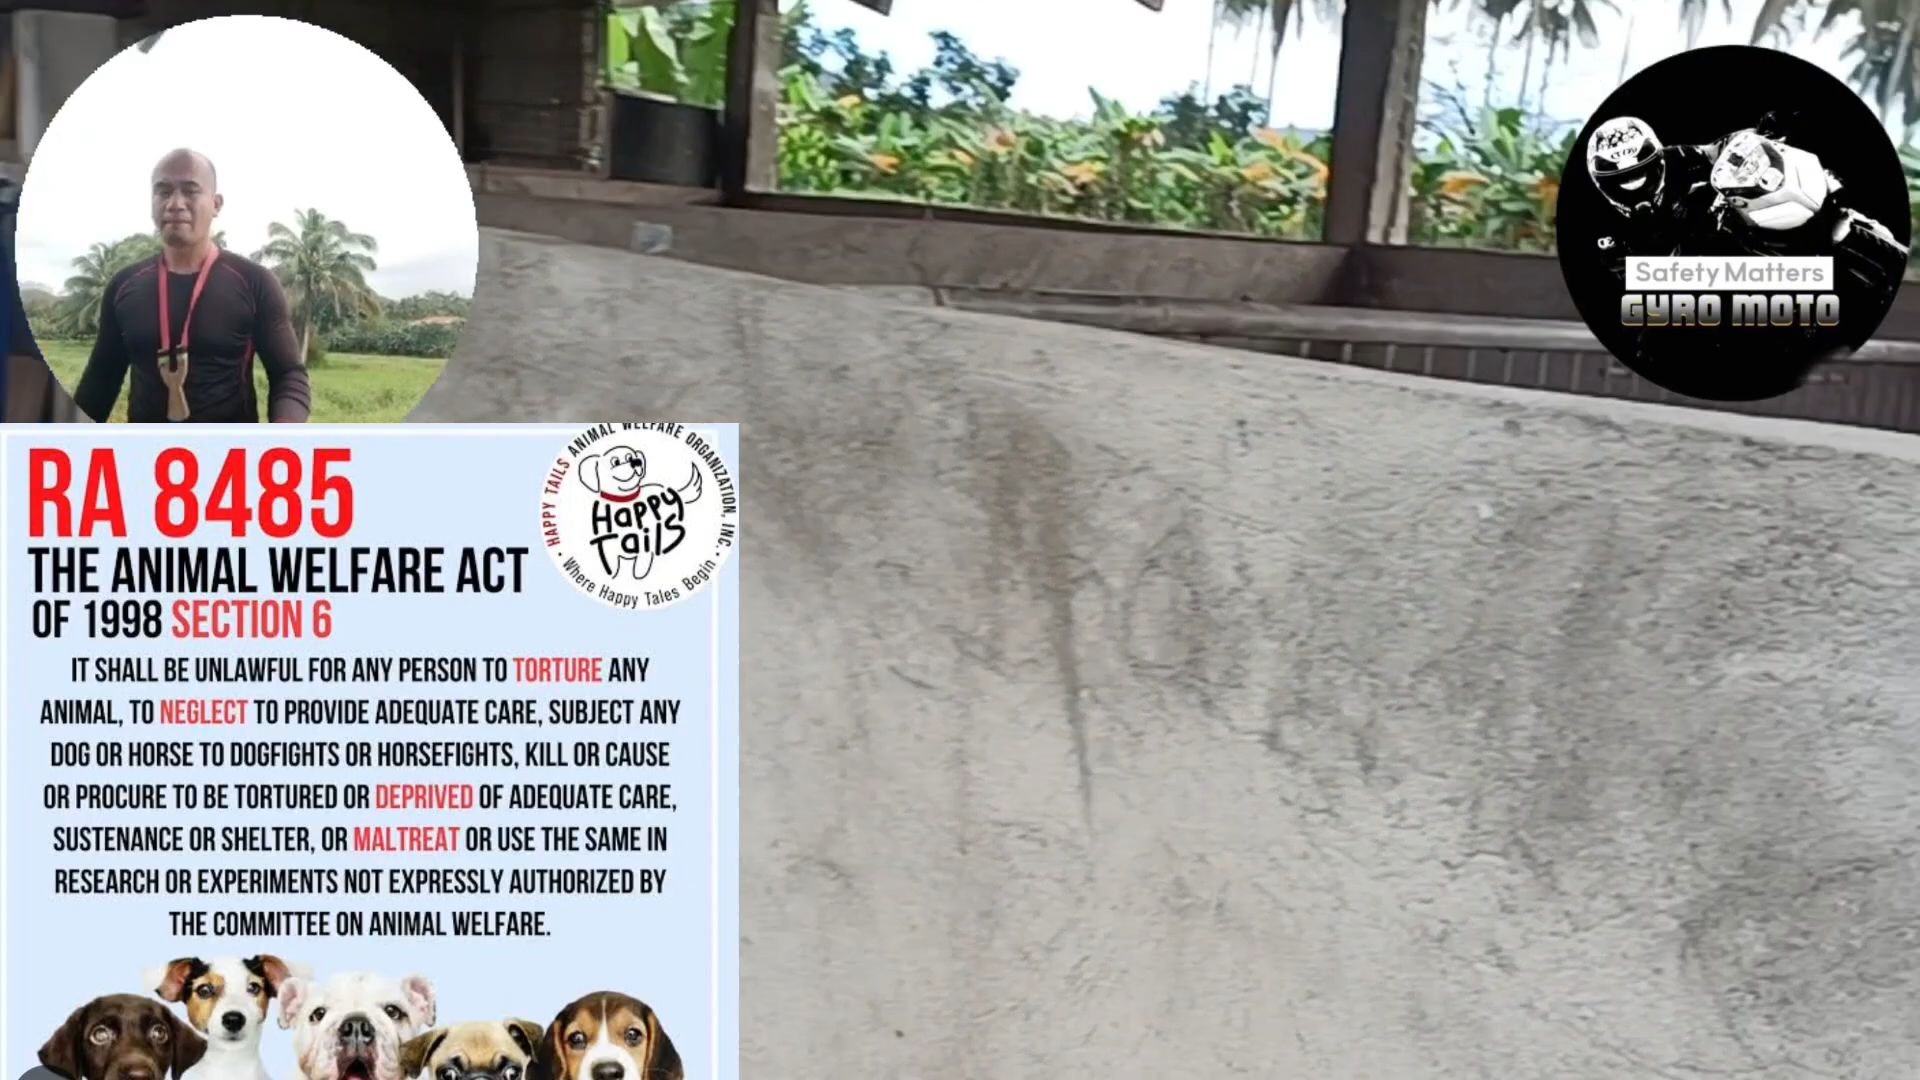 Safety Matters
GYRO MOTO
RA 8485
THE ANIMAL WELFARE ACT
OF 1998 SECTION 6
HAPPY TAILS ANIMAL WELFARE ORGANIZATION, INC.
Happy
Tails
Where Happy Tales Begin
IT SHALL BE UNLAWFUL FOR ANY PERSON TO TORTURE ANY
ANIMAL, TO NEGLECT TO PROVIDE ADEQUATE CARE, SUBJECT ANY
DOG OR HORSE TO DOGFIGHTS OR HORSEFIGHTS, KILL OR CAUSE
OR PROCURE TO BE TORTURED OR DEPRIVED OF ADEQUATE CARE,
SUSTENANCE OR SHELTER, OR MALTREAT OR USE THE SAME IN
RESEARCH OR EXPERIMENTS NOT EXPRESSLY AUTHORIZED BY
THE COMMITTEE ON ANIMAL WELFARE.